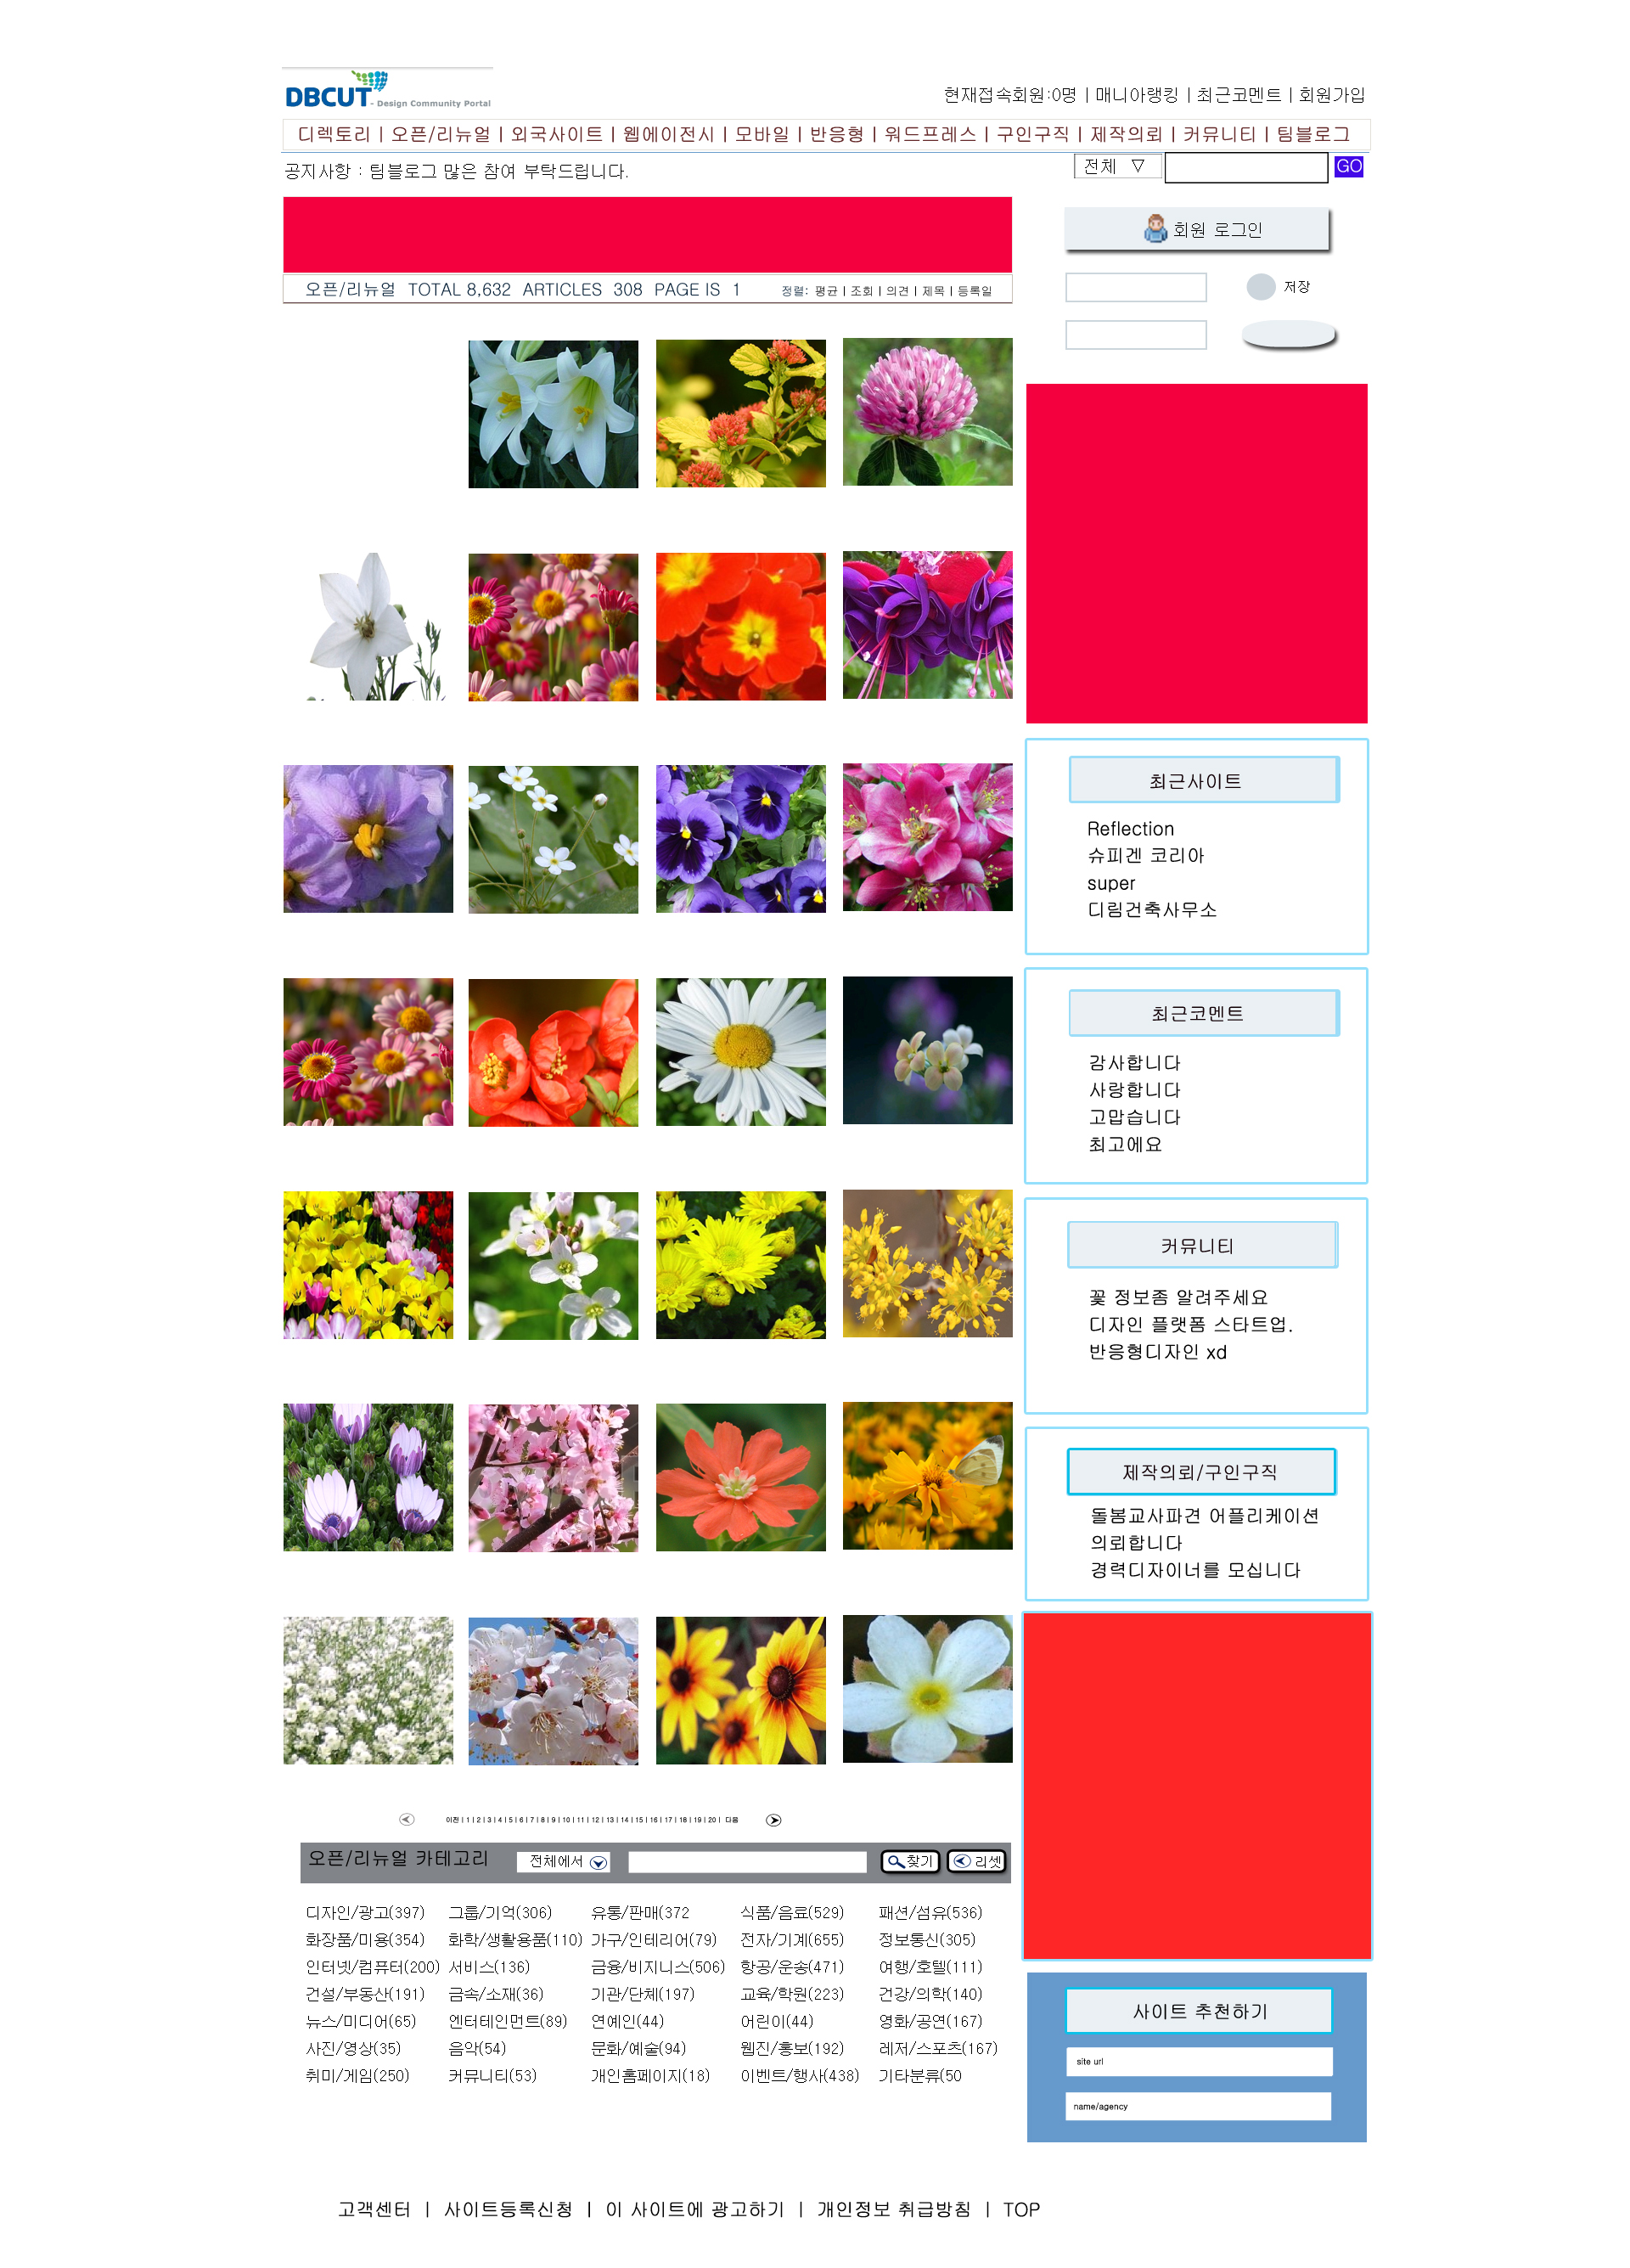 DBCUT - Design Community Portal
현재접속회원:0명 | 매니아랭킹 | 최근코멘트 | 회원가입
디렉토리 | 오픈/리뉴얼 | 외국사이트 | 웹에이전시 | 모바일 | 반응형 | 워드프레스 | 구인구직 | 제작의뢰 | 커뮤니티 | 팀블로그
공지사항 : 팀블로그 많은 참여 부탁드립니다.
전체 ▽ GO
회원 로그인
오픈/리뉴얼 TOTAL 8,632 ARTICLES 308 PAGE IS 1 정렬: 평균 | 조회 | 의견 | 제목 | 등록일
저장
최근사이트
Reflection
슈피겐 코리아
super
디림건축사무소
최근코멘트
감사합니다
사랑합니다
고맙습니다
최고에요
커뮤니티
꽃 정보좀 알려주세요
디자인 플랫폼 스타트업.
반응형디자인 xd
제작의뢰/구인구직
돌봄교사파견 어플리케이션
의뢰합니다
경력디자이너를 모십니다
이전 | 1 | 2 | 3 | 4 | 5 | 6 | 7 | 8 | 9 | 10 | 11 | 12 | 13 | 14 | 15 | 16 | 17 | 18 | 19 | 20 | 다음
오픈/리뉴얼 카테고리 전체에서 찾기 리셋
디자인/광고(397) 그룹/기억(306) 유통/판매(372 식품/음료(529) 패션/섬유(536)
화장품/미용(354) 화학/생활용품(110) 가구/인테리어(79) 전자/기계(655) 정보통신(305)
인터넷/컴퓨터(200) 서비스(136) 금융/비지니스(506) 항공/운송(471) 여행/호텔(111)
건설/부동산(191) 금속/소재(36) 기관/단체(197) 교육/학원(223) 건강/의학(140)
뉴스/미디어(65) 엔터테인먼트(89) 연예인(44) 어린이(44) 영화/공연(167)
사진/영상(35) 음악(54) 문화/예술(94) 웹진/홍보(192) 레저/스포츠(167)
취미/게임(250) 커뮤니티(53) 개인홈페이지(18) 이벤트/행사(438) 기타분류(50
사이트 추천하기
site url
name/agency
고객센터 | 사이트등록신청 | 이 사이트에 광고하기 | 개인정보 취급방침 | TOP